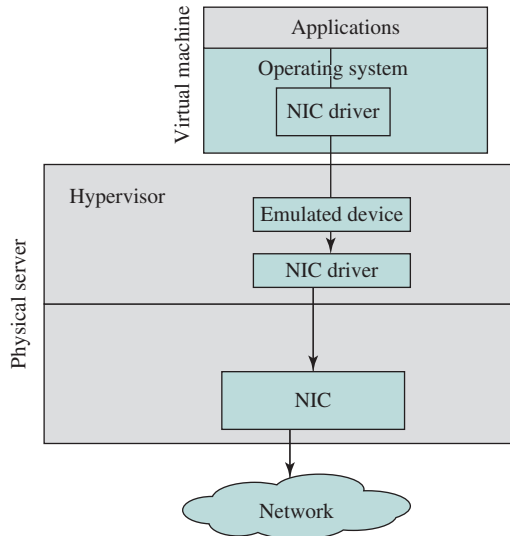 Virtual machine
Applications
Operating system
NIC driver
Physical server
Hypervisor
Emulated device
NIC driver
NIC
Network